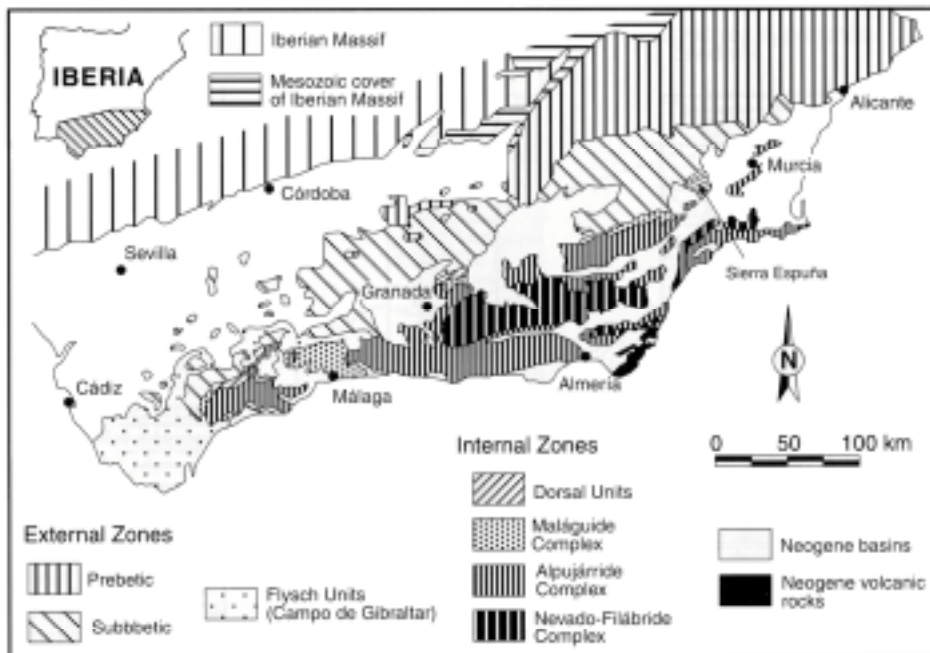 IBERIA
Iberian Massif
Mesozoic cover
of Iberian Massif
Alicante
Murcia
Córdoba
Sevilla
Sierra Espuña
Granada
N
Cádiz
Málaga
Almería
0 50 100 km
Internal Zones
Dorsal Units
Maláguide
Complex
Alpujárride
Complex
Nevado-Filábride
Complex
External Zones
Prebetic
Subbbetic
Flysch Units
(Campo de Gibraltar)
Neogene basins
Neogene volcanic
rocks